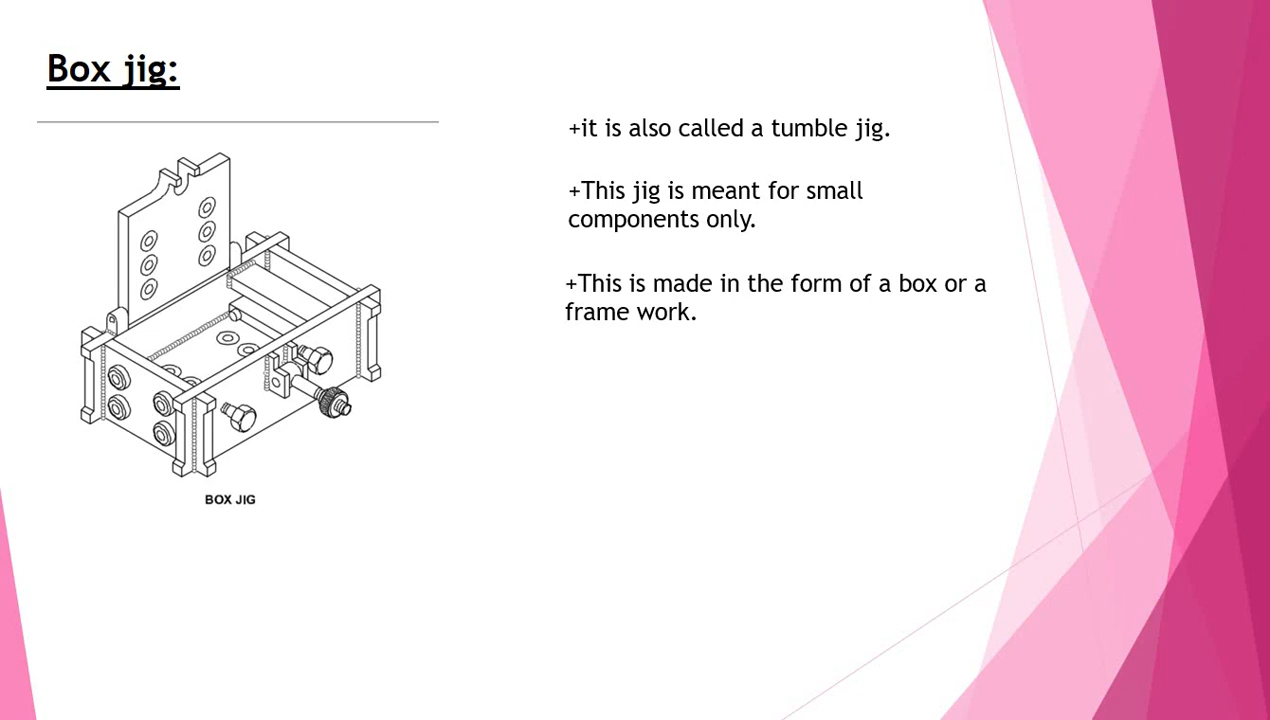 Box jig:
+it is also called a tumble jig.
+This jig is meant for small
components only.
+This is made in the form of a box or a
frame work.
BOX JIG